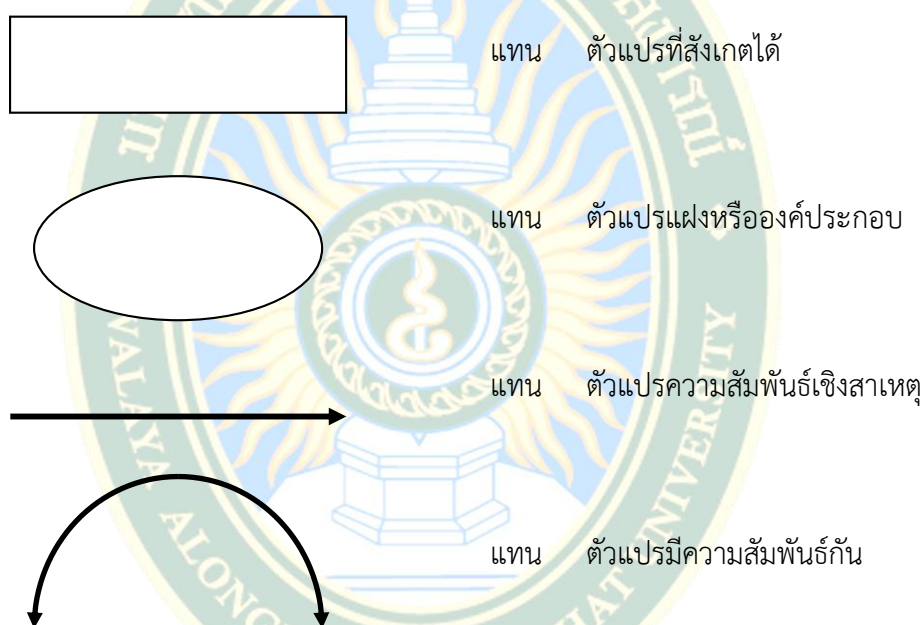 แทน ตัวแปรที่สังเกตได้
แทน ตัวแปรแฝงหรือองค์ประกอบ
แทน ตัวแปรความสัมพันธ์เชิงสาเหตุ
แทน ตัวแปรมีความสัมพันธ์กัน
VALAYA ALONG
UNIVERSITY